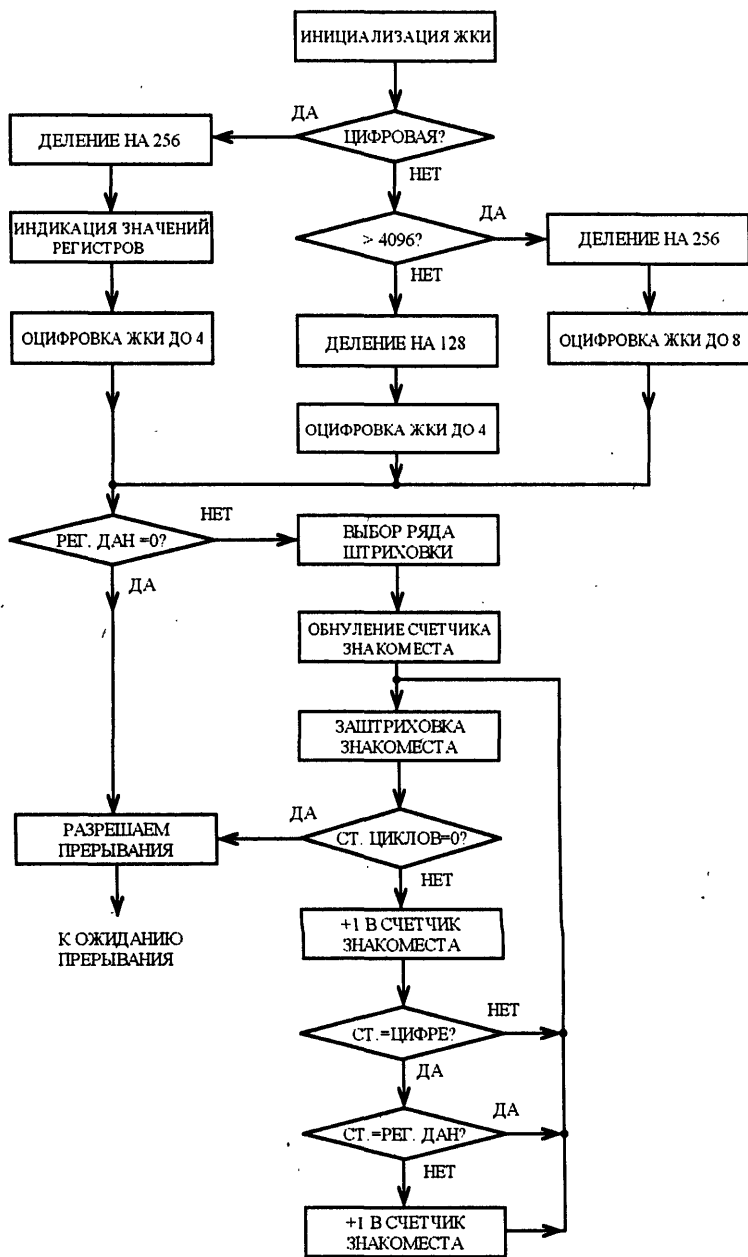 ИНИЦИАЛИЗАЦИЯ ЖКИ
ДА
ЦИФРОВАЯ?
ДЕЛЕНИЕ НА 256
НЕТ
ИНДИКАЦИЯ ЗНАЧЕНИЙ
РЕГИСТРОВ
> 4096?
ДА
ДЕЛЕНИЕ НА 256
НЕТ
ОЦИФРОВКА ЖКИ ДО 4
ДЕЛЕНИЕ НА 128
ОЦИФРОВКА ЖКИ ДО 8
ОЦИФРОВКА ЖКИ ДО 4
РЕГ. ДАН =0?
НЕТ
ВЫБОР РЯДА
ШТРИХОВКИ
ДА
ОБНУЛЕНИЕ СЧЕТЧИКА
ЗНАКОМЕСТА
ЗАШТРИХОВКА
ЗНАКОМЕСТА
РАЗРЕШАЕМ
ПРЕРЫВАНИЯ
ДА
СТ. ЦИКЛОВ=0?
НЕТ
К ОЖИДАНИЮ
ПРЕРЫВАНИЯ
+1 В СЧЕТЧИК
ЗНАКОМЕСТА
СТ.=ЦИФРЕ?
НЕТ
ДА
СТ.=РЕГ. ДАН?
ДА
НЕТ
+1 В СЧЕТЧИК
ЗНАКОМЕСТА